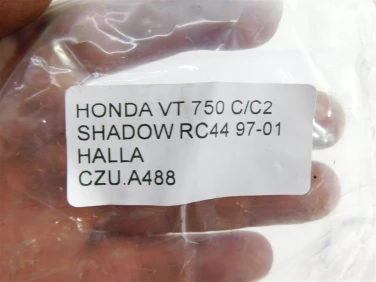 HONDA VT 750 C/C2
SHADOW RC44 97-01
HALLA
CZU.A488